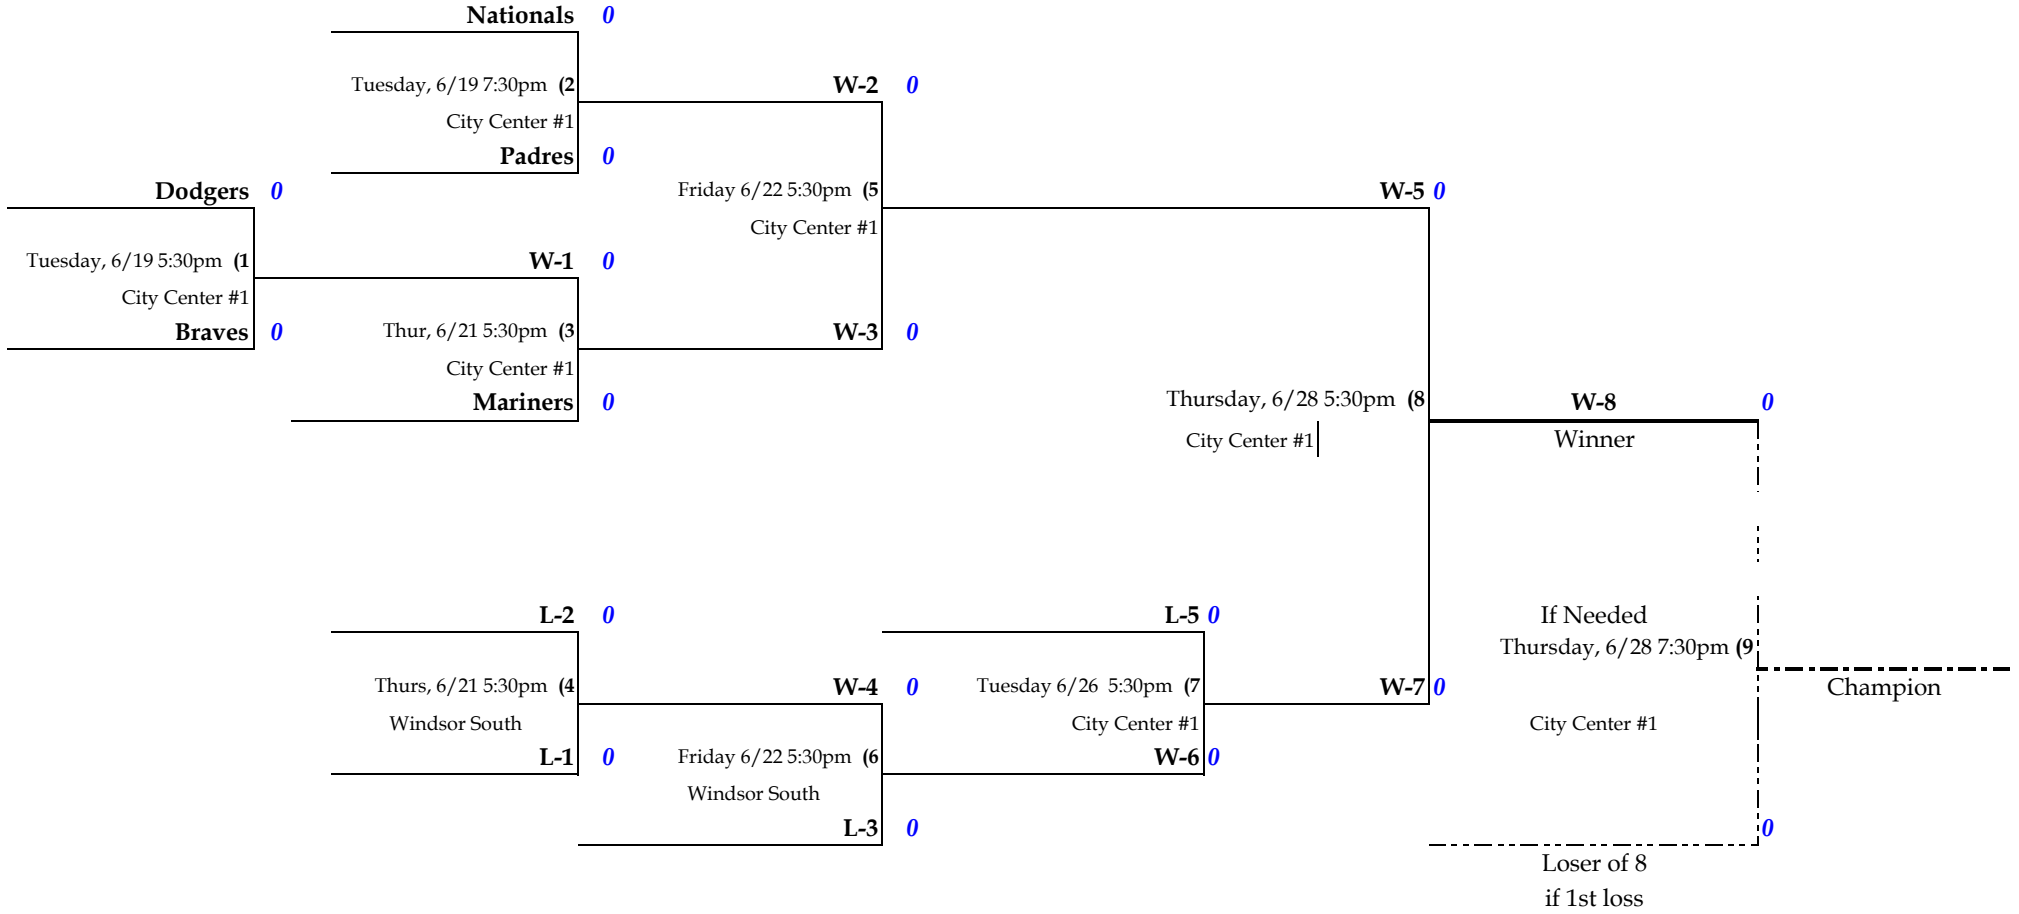 Nationals 0
Tuesday, 6/19 7:30pm (2
W-2 0
City Center #1
Padres 0
Dodgers 0
Friday 6/22 5:30pm (5
W-5 0
City Center #1
Tuesday, 6/19 5:30pm (1
W-1 0
City Center #1
Braves 0
Thur, 6/21 5:30pm (3
W-3 0
City Center #1
Mariners 0
Thursday, 6/28 5:30pm (8
W-8 0
City Center #1
Winner
L-2 0
L-5 0
If Needed
Thursday, 6/28 7:30pm (9
Thurs, 6/21 5:30pm (4
W-4 0
Tuesday 6/26 5:30pm (7
W-7 0
Champion
Windsor South
City Center #1
City Center #1
L-1 0
Friday 6/22 5:30pm (6
W-6 0
Windsor South
L-3 0
0
Loser of 8
if 1st loss